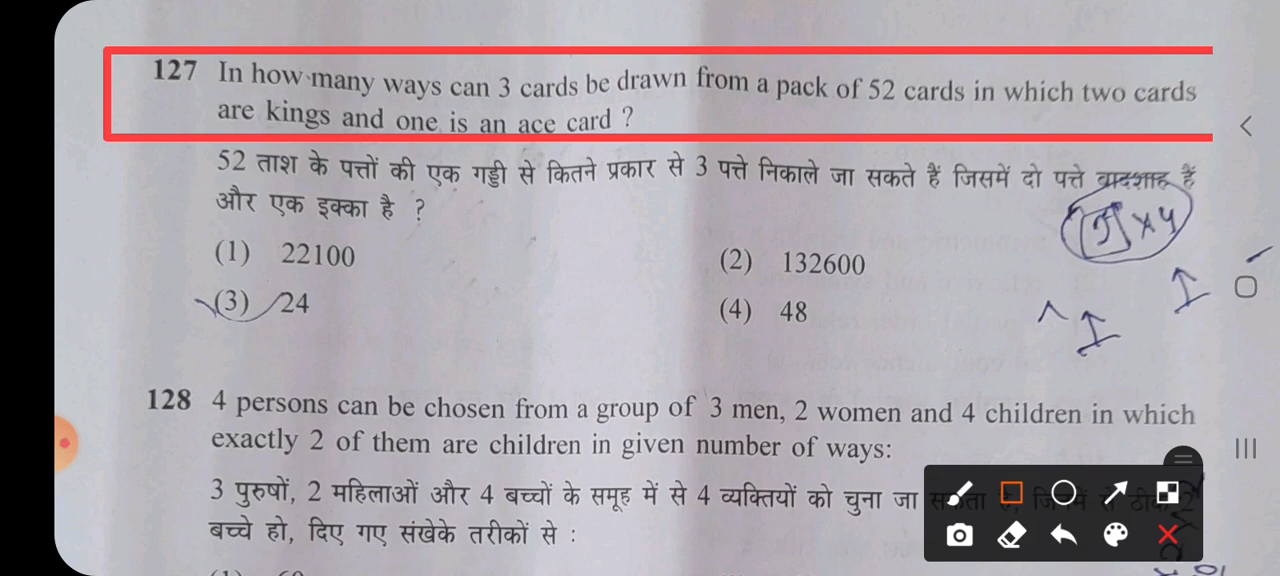 127 In how many ways can 3 cards be drawn from a pack of 52 cards in which two cards
are kings and one is an ace card ?
52 ताश के पत्तों की एक गड्डी से कितने प्रकार से 3 पत्ते निकाले जा सकते हैं जिसमें दो पत्ते बादशाह हैं
और एक इक्का है ?
(1) 22100
(2) 132600
(3) 24
(4) 48
128 4 persons can be chosen from a group of 3 men, 2 women and 4 children in which
exactly 2 of them are children in given number of ways:
3 पुरुषों, 2 महिलाओं और 4 बच्चों के समूह में से 4 व्यक्तियों को चुना जा
बच्चे हो, दिए गए संखेके तरीकों से :